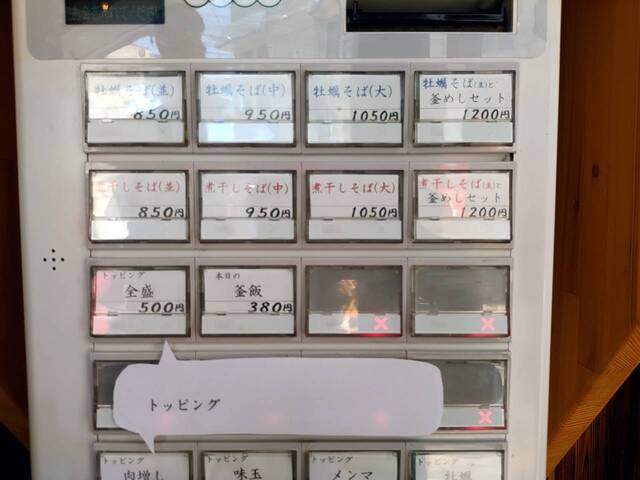 牡蠣そば(並)
850円
牡蠣そば(中)
950円
牡蠣そば(大)
1050円
牡蠣そば(並)と
釜めしセット
1200円
煮干しそば(並)
850円
煮干しそば(中)
950円
煮干しそば(大)
1050円
煮干しそば(並)と
釜めしセット
1200円
トッピング
全盛
500円
本日の
釜飯
380円
トッピング
トッピング
肉増し
トッピング
味玉
トッピング
メンマ
トッピング
牡蠣